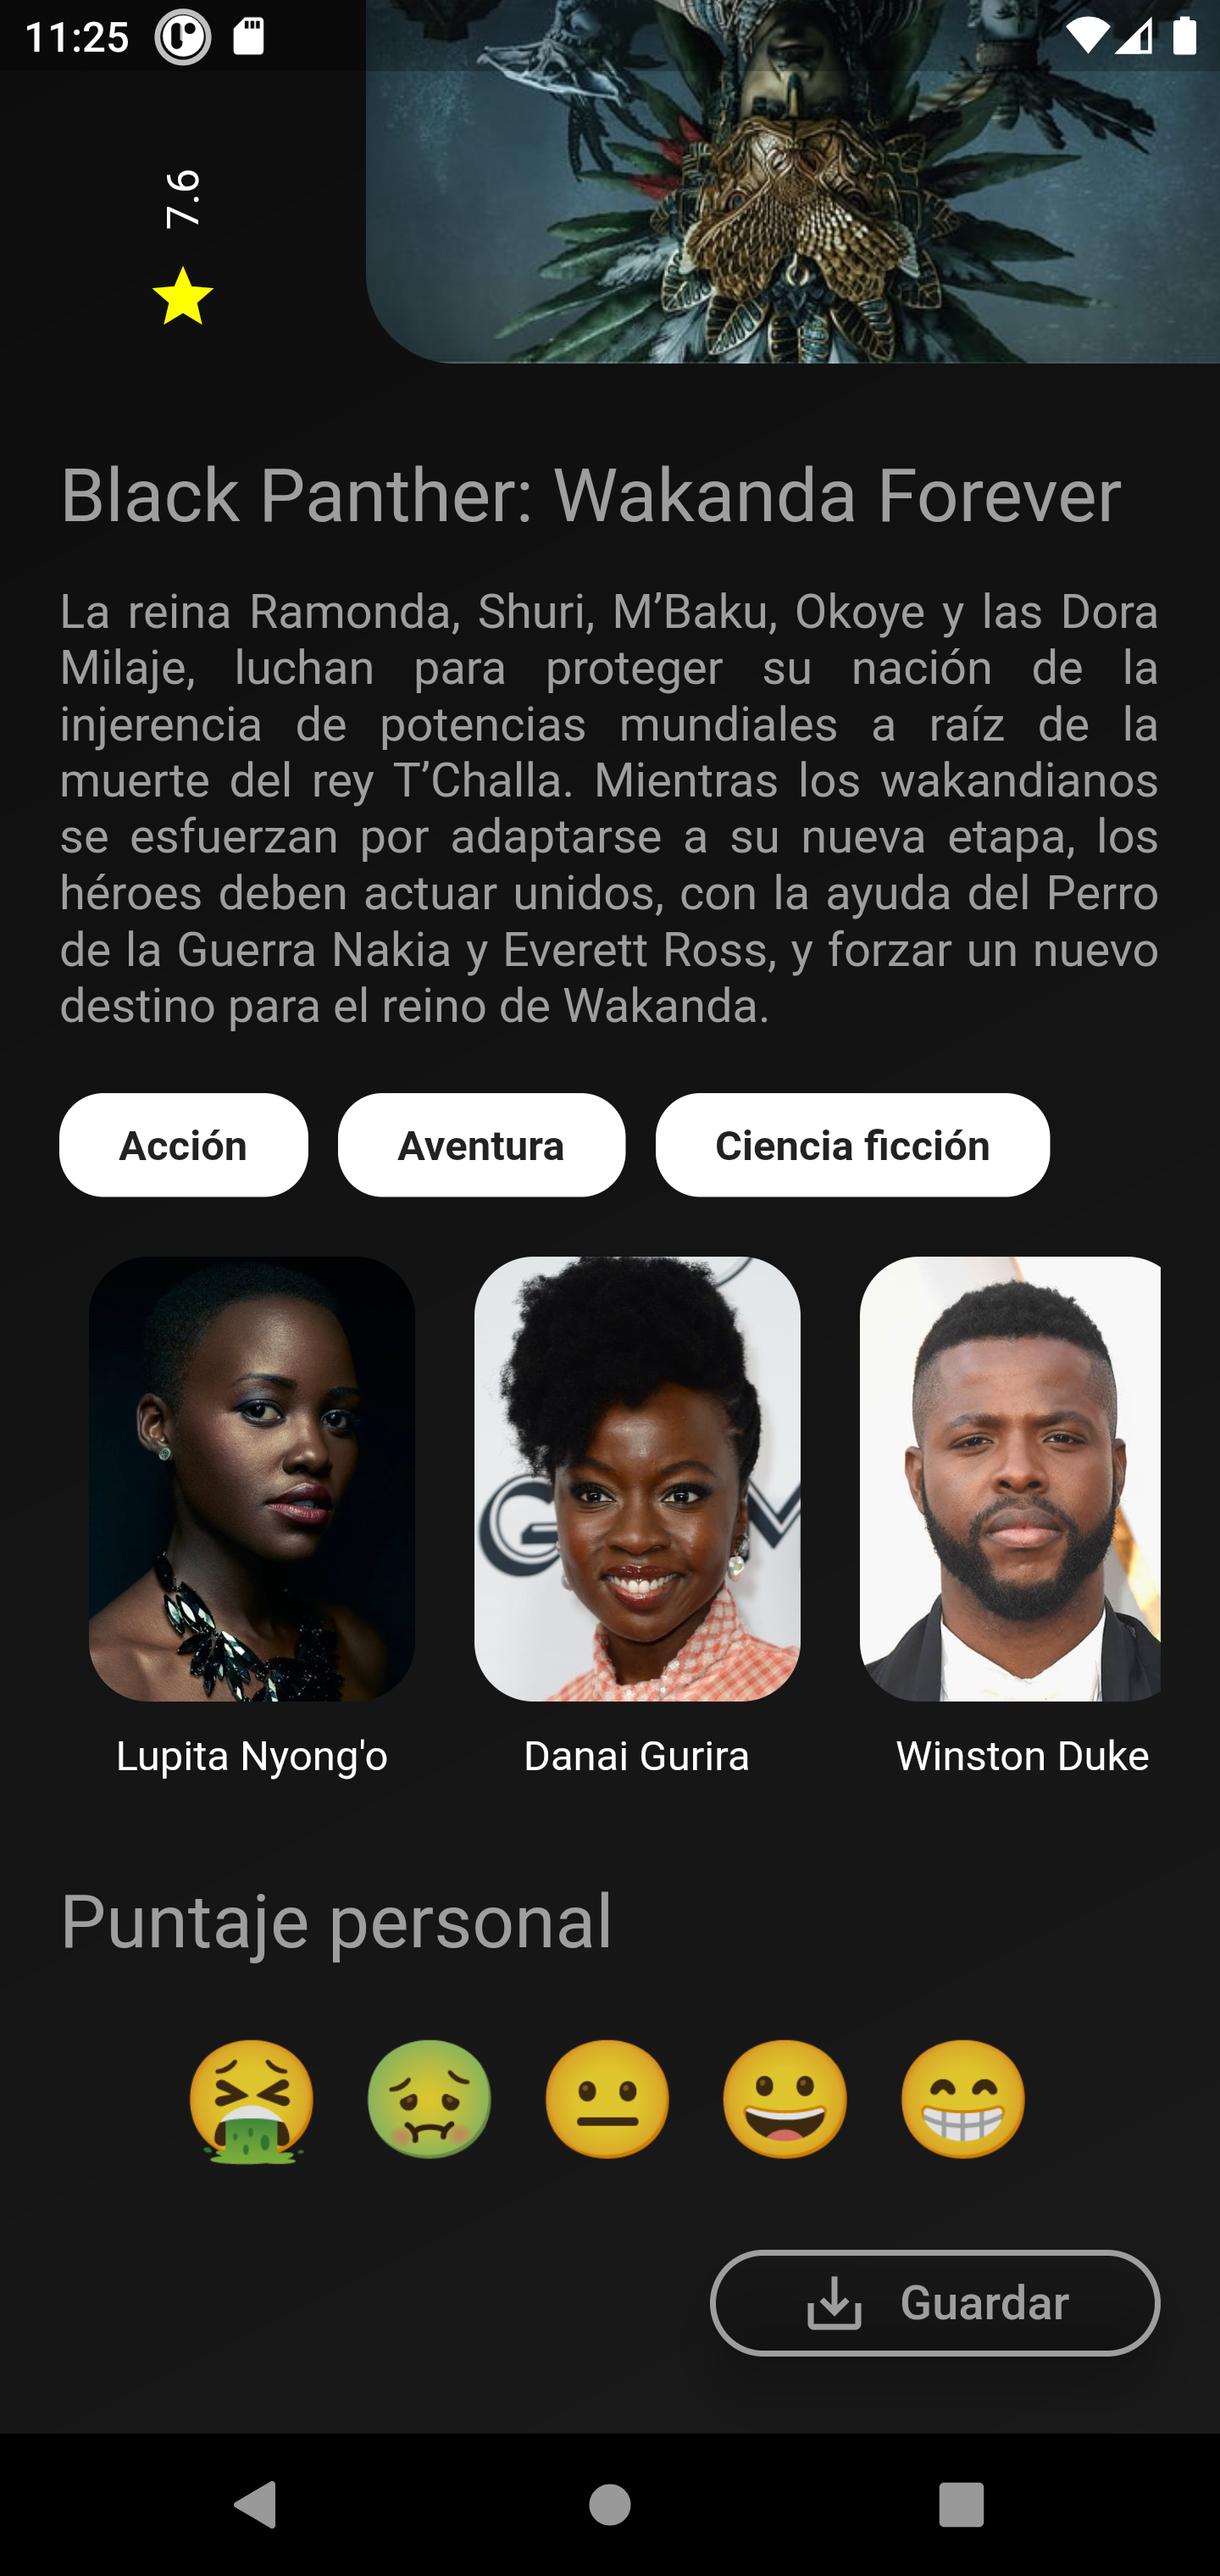 11:25
7.6
Black Panther: Wakanda Forever
La reina Ramonda, Shuri, M’Baku, Okoye y las Dora
Milaje, luchan para proteger su nación de la
injerencia de potencias mundiales a raíz de la
muerte del rey T’Challa. Mientras los wakandianos
se esfuerzan por adaptarse a su nueva etapa, los
héroes deben actuar unidos, con la ayuda del Perro
de la Guerra Nakia y Everett Ross, y forzar un nuevo
destino para el reino de Wakanda.
Acción Aventura Ciencia ficción
G M
Lupita Nyong'o Danai Gurira Winston Duke
Puntaje personal
Guardar